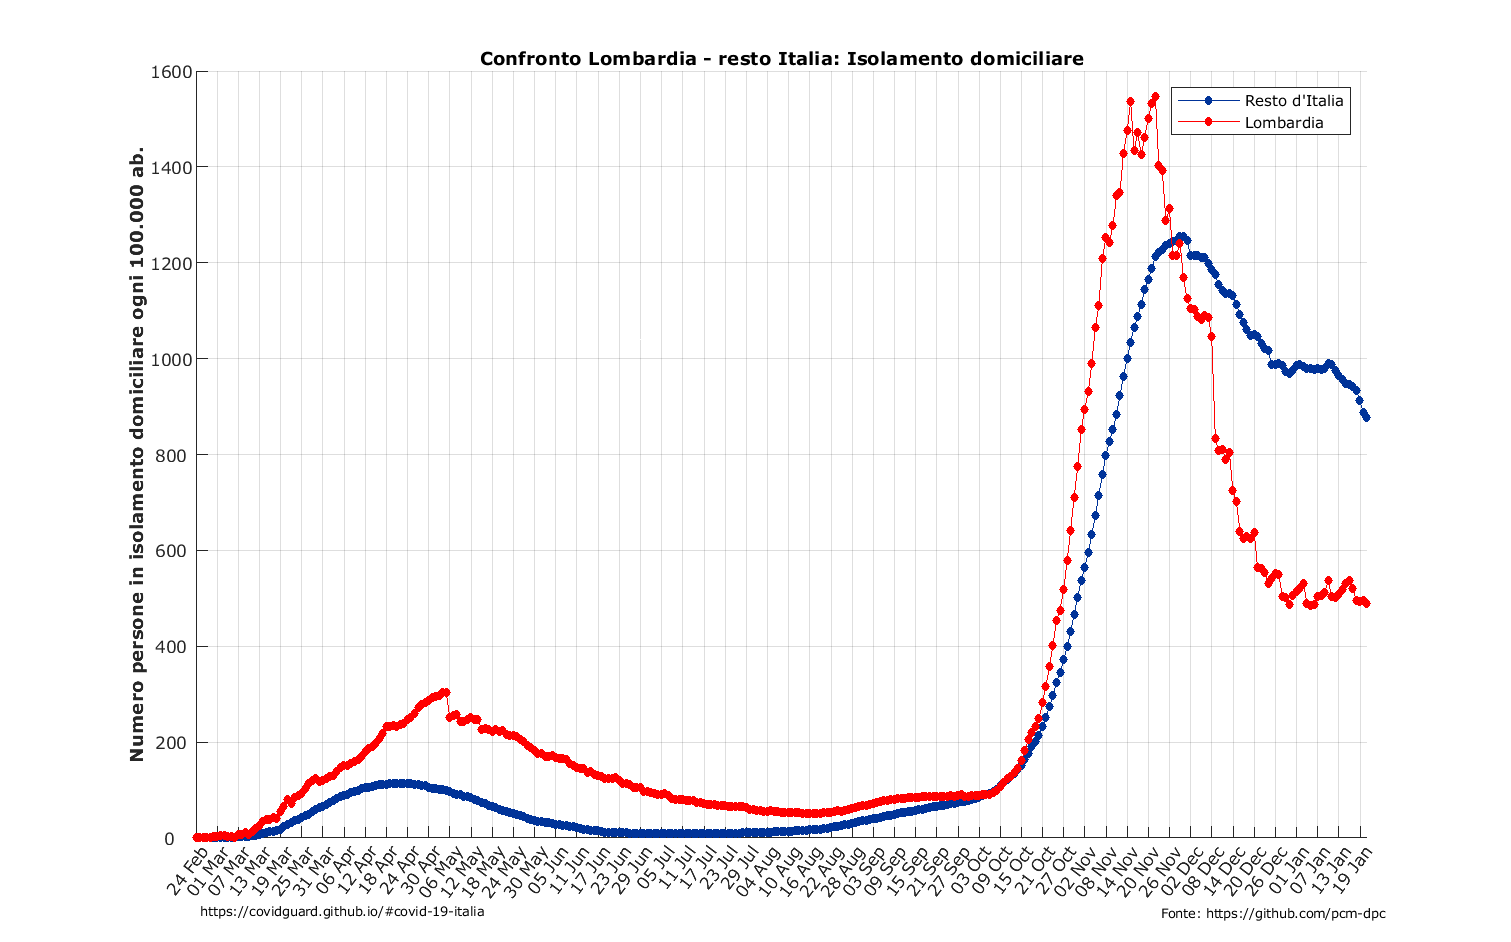 Confronto Lombardia - resto Italia: Isolamento domiciliare
Numero persone in isolamento domiciliare ogni 100.000 ab.
1600
1400
1200
1000
800
600
400
200
0
Resto d'Italia
Lombardia
24 Feb
01 Mar
07 Mar
13 Mar
19 Mar
25 Mar
31 Mar
06 Apr
12 Apr
18 Apr
24 Apr
30 Apr
06 May
12 May
18 May
24 May
30 May
05 Jun
11 Jun
17 Jun
23 Jun
29 Jun
05 Jul
11 Jul
17 Jul
23 Jul
29 Jul
04 Aug
10 Aug
16 Aug
22 Aug
28 Aug
03 Sep
09 Sep
15 Sep
21 Sep
27 Sep
03 Oct
09 Oct
15 Oct
21 Oct
27 Oct
02 Nov
08 Nov
14 Nov
20 Nov
26 Nov
02 Dec
08 Dec
14 Dec
20 Dec
26 Dec
01 Jan
07 Jan
13 Jan
19 Jan
https://covidguard.github.io/#covid-19-italia
Fonte: https://github.com/pcm-dpc